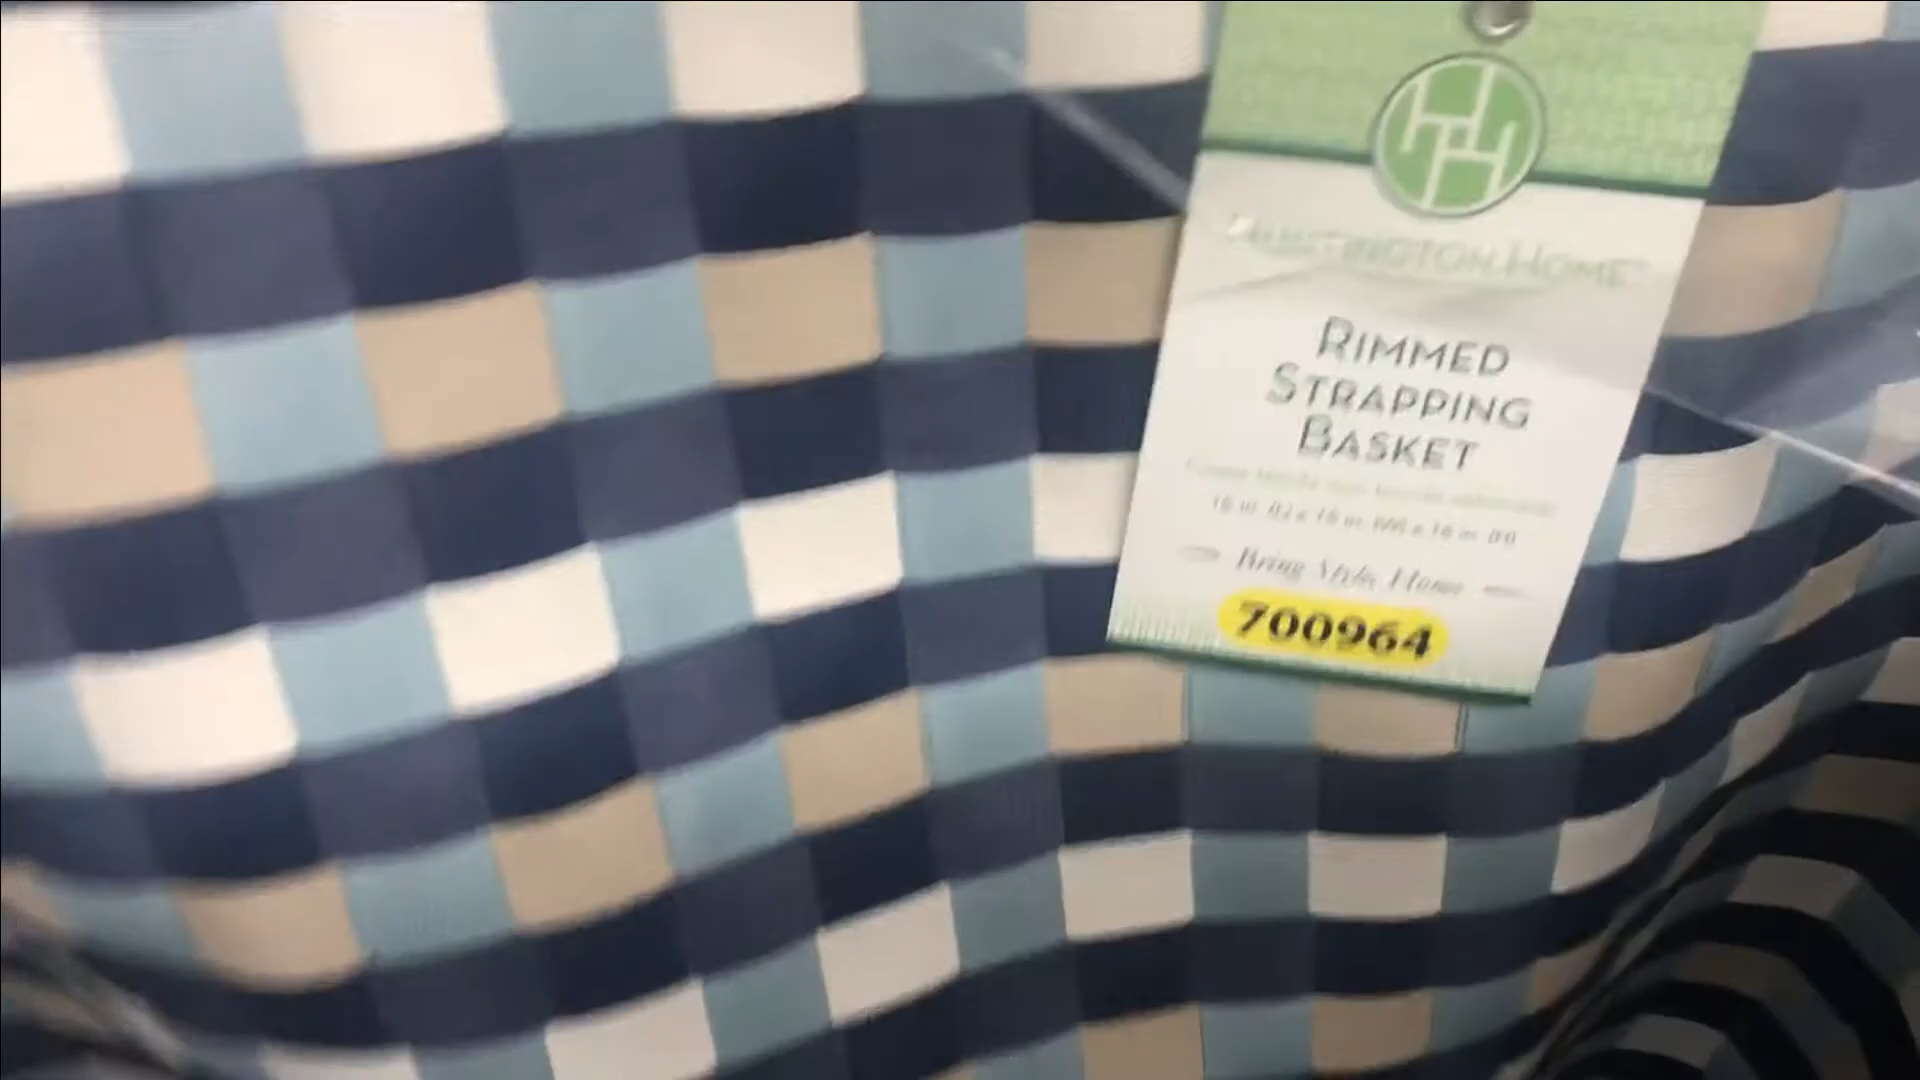 HUNTINGTON HOME
RIMMED
STRAPPING
BASKET
Bring Style Home
700964